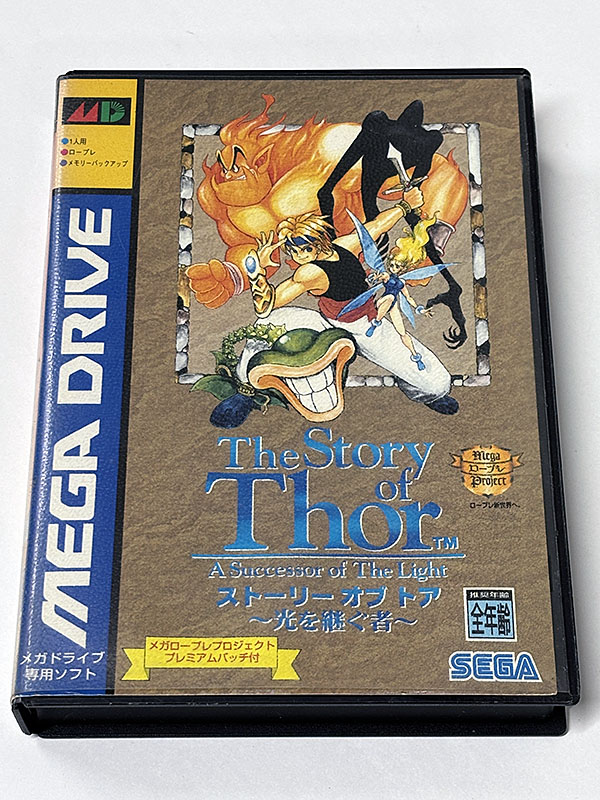 MD
●1人用
●ロープレ
●メモリーバックアップ
MEGA DRIVE
メガドライブ
専用ソフト
The Story
of
Thor™
A Successor of The Light
ストーリー オブ トア
～光を継ぐ者～
Mega
ロープレ
Project
ロープレ新世界へ。
メガロープレプロジェクト
プレミアムバッチ付
推奨年齢
全年齢
SEGA